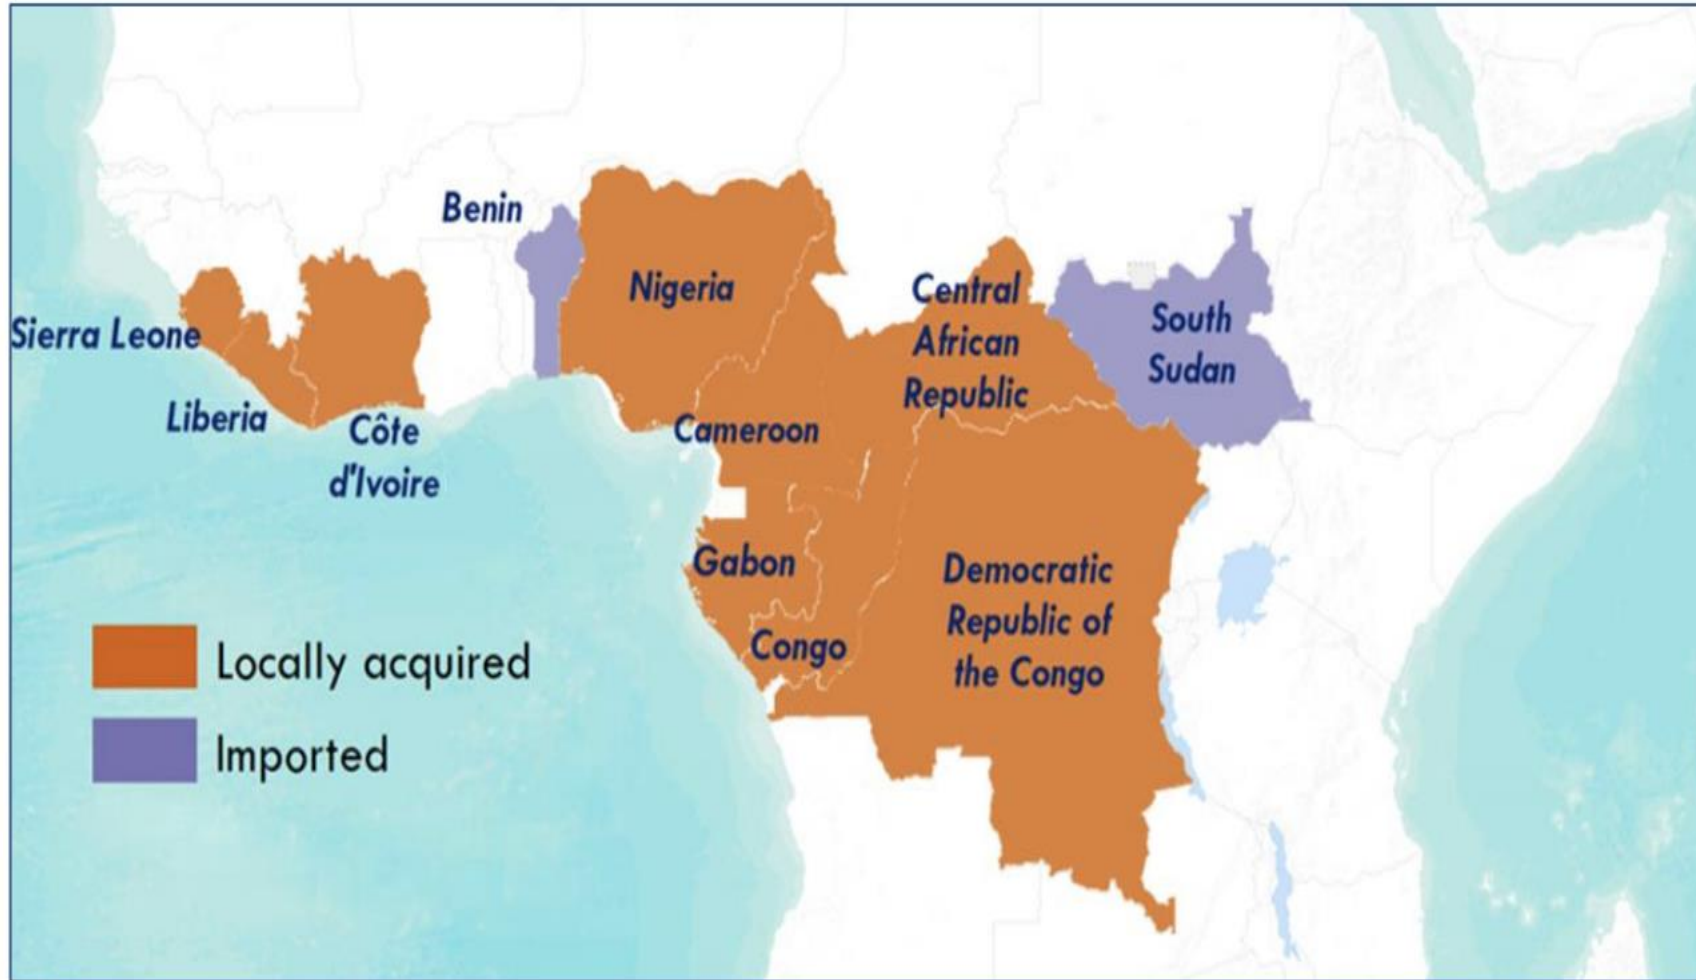 Benin
Nigeria
Central
African
Republic
South
Sudan
Sierra Leone
Liberia
Côte
d'Ivoire
Cameroon
Gabon
Congo
Democratic
Republic of
the Congo
Locally acquired
Imported